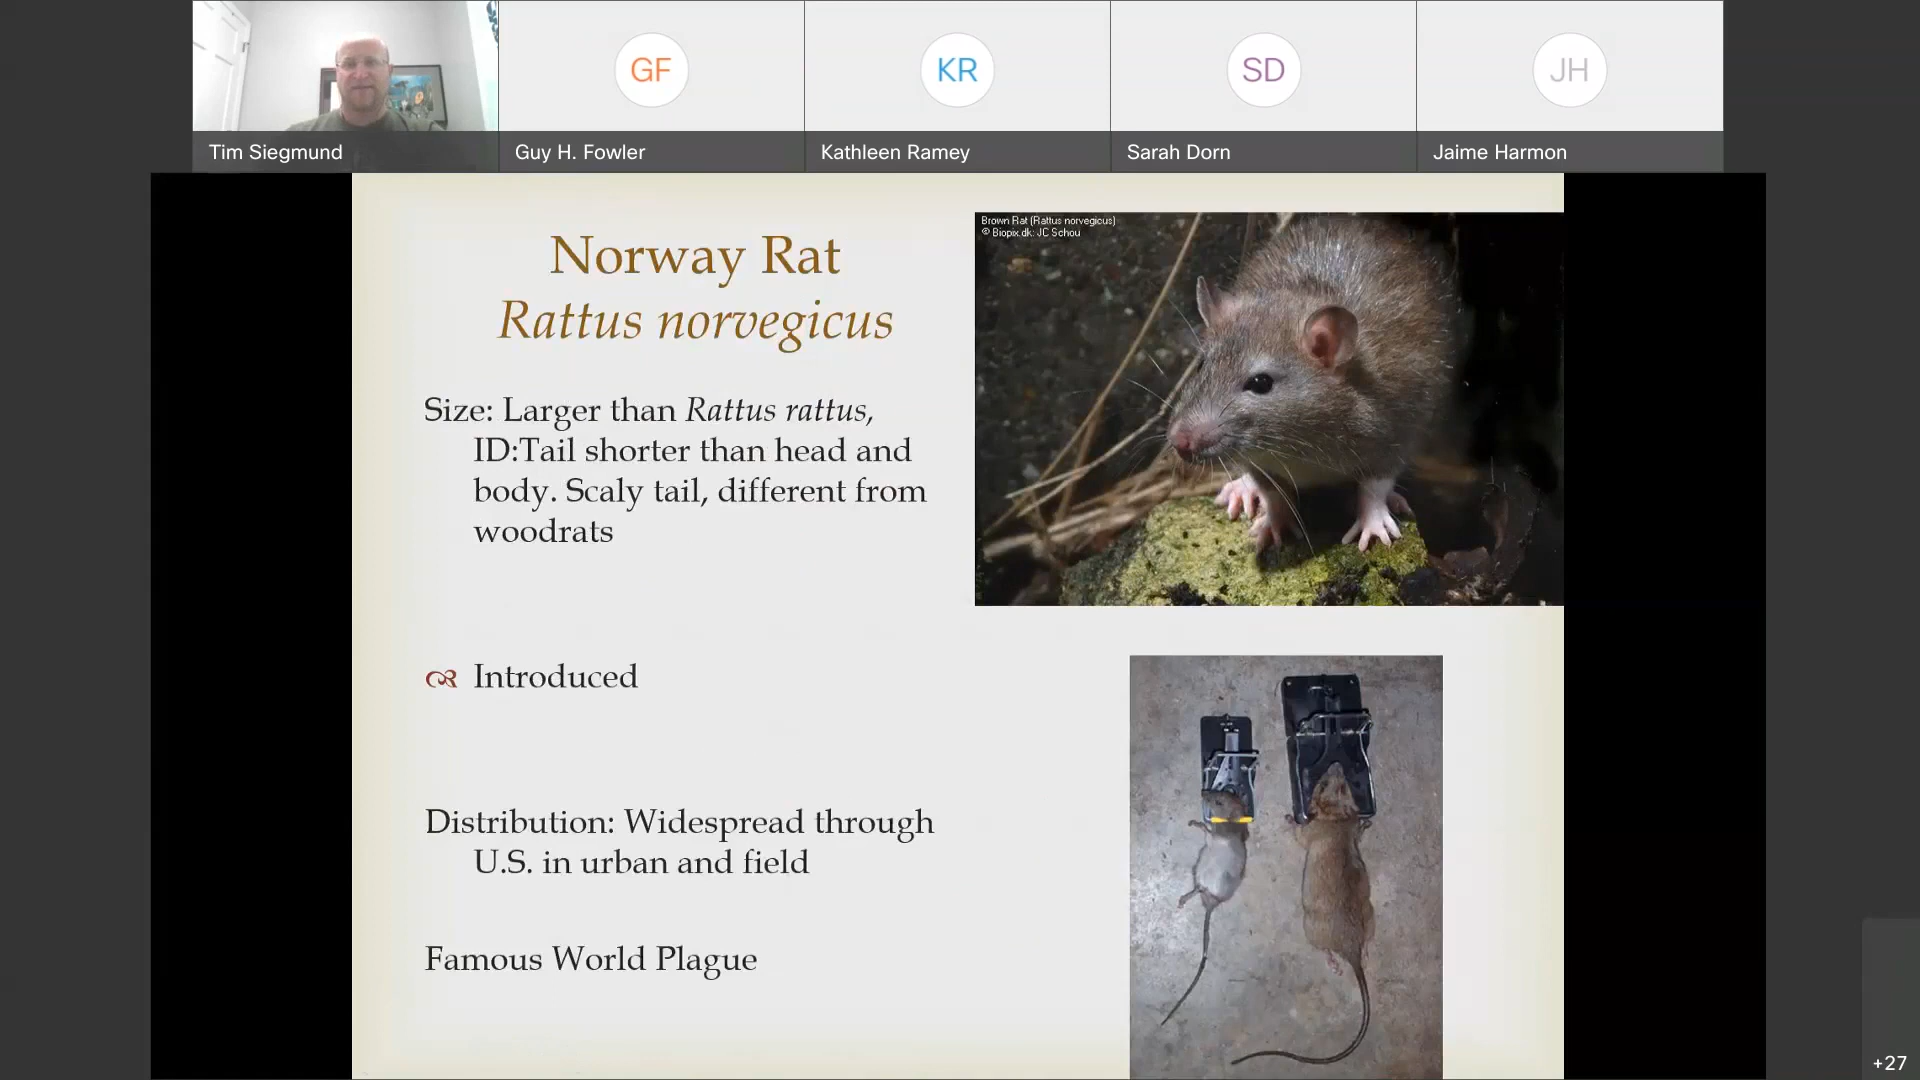 GF
KR
SD
JH
Tim Siegmund
Guy H. Fowler
Kathleen Ramey
Sarah Dorn
Jaime Harmon
Norway Rat
Rattus norvegicus
Brown Rat (Rattus norvegicus)
© Biopix.dk: JC Schou
Size: Larger than Rattus rattus,
ID:Tail shorter than head and
body. Scaly tail, different from
woodrats
Introduced
Distribution: Widespread through
U.S. in urban and field
Famous World Plague
+27